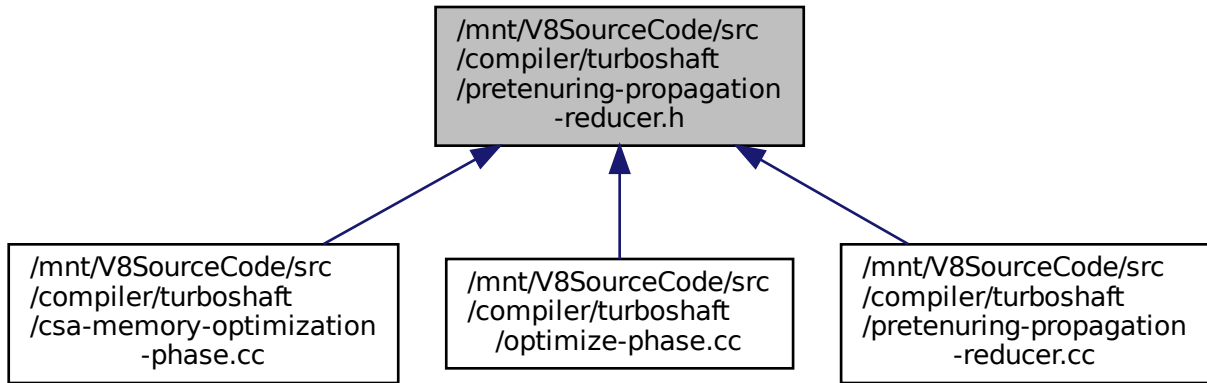 /mnt/V8SourceCode/src
/compiler/turboshaft
/pretenuring-propagation
-reducer.h
/mnt/V8SourceCode/src
/compiler/turboshaft
/csa-memory-optimization
-phase.cc
/mnt/V8SourceCode/src
/compiler/turboshaft
/optimize-phase.cc
/mnt/V8SourceCode/src
/compiler/turboshaft
/pretenuring-propagation
-reducer.cc